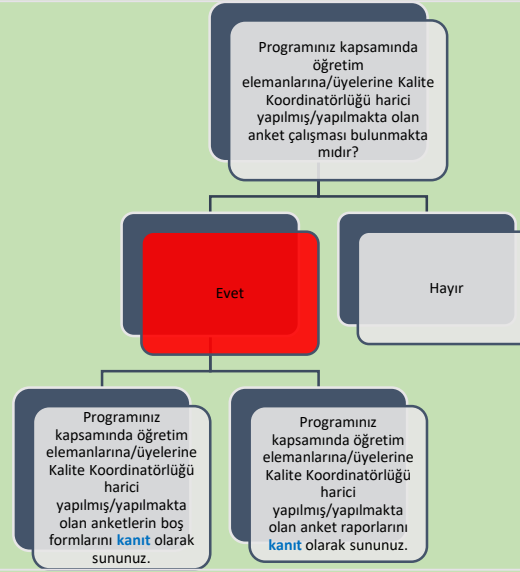 Programınız kapsamında
öğretim
elemanlarına/üyelerine Kalite
Koordinatörlüğü harici
yapılmış/yapılmakta olan
anket çalışması bulunmakta
mıdır?
Evet
Hayır
Programınız
kapsamında öğretim
elemanlarına/üyelerine
Kalite Koordinatörlüğü
harici
yapılmış/yapılmakta
olan anketlerin boş
formlarını kanıt olarak
sununuz.
Programınız
kapsamında öğretim
elemanlarına/üyelerine
Kalite Koordinatörlüğü
harici
yapılmış/yapılmakta
olan anket raporlarını
kanıt olarak sununuz.